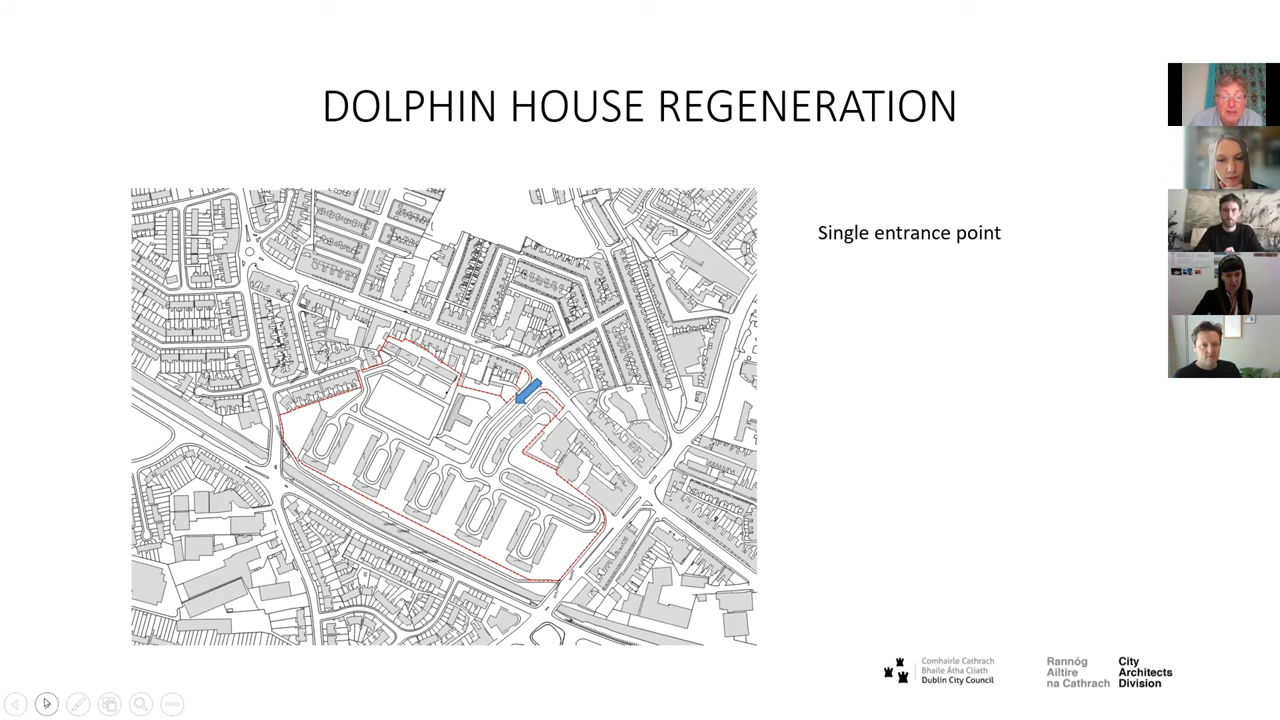 DOLPHIN HOUSE REGENERATION
Single entrance point
Comhairle Cathrach
Bhaile Átha Cliath
Dublin City Council
Rannóg
Ailtire
na Cathrach
City
Architects
Division